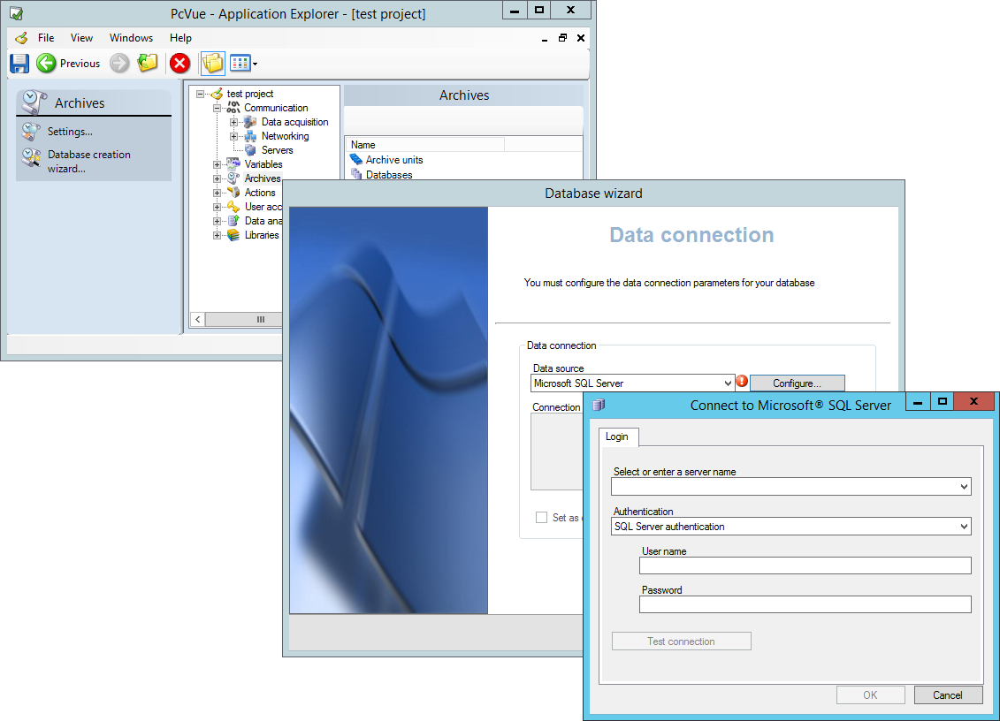 PcVue - Application Explorer - [test project]
File View Windows Help
Previous
Archives
Settings...
Database creation
wizard...
test project
Communication
Data acquisition
Networking
Servers
Variables
Archives
Actions
User acc
Data ana
Libraries
Archives
Name
Archive units
Databases
Database wizard
Data connection
You must configure the data connection parameters for your database
Data connection
Data source
Microsoft SQL Server
Configure...
Connection
Set as
Connect to Microsoft® SQL Server
Login
Select or enter a server name
Authentication
SQL Server authentication
User name
Password
Test connection
OK Cancel